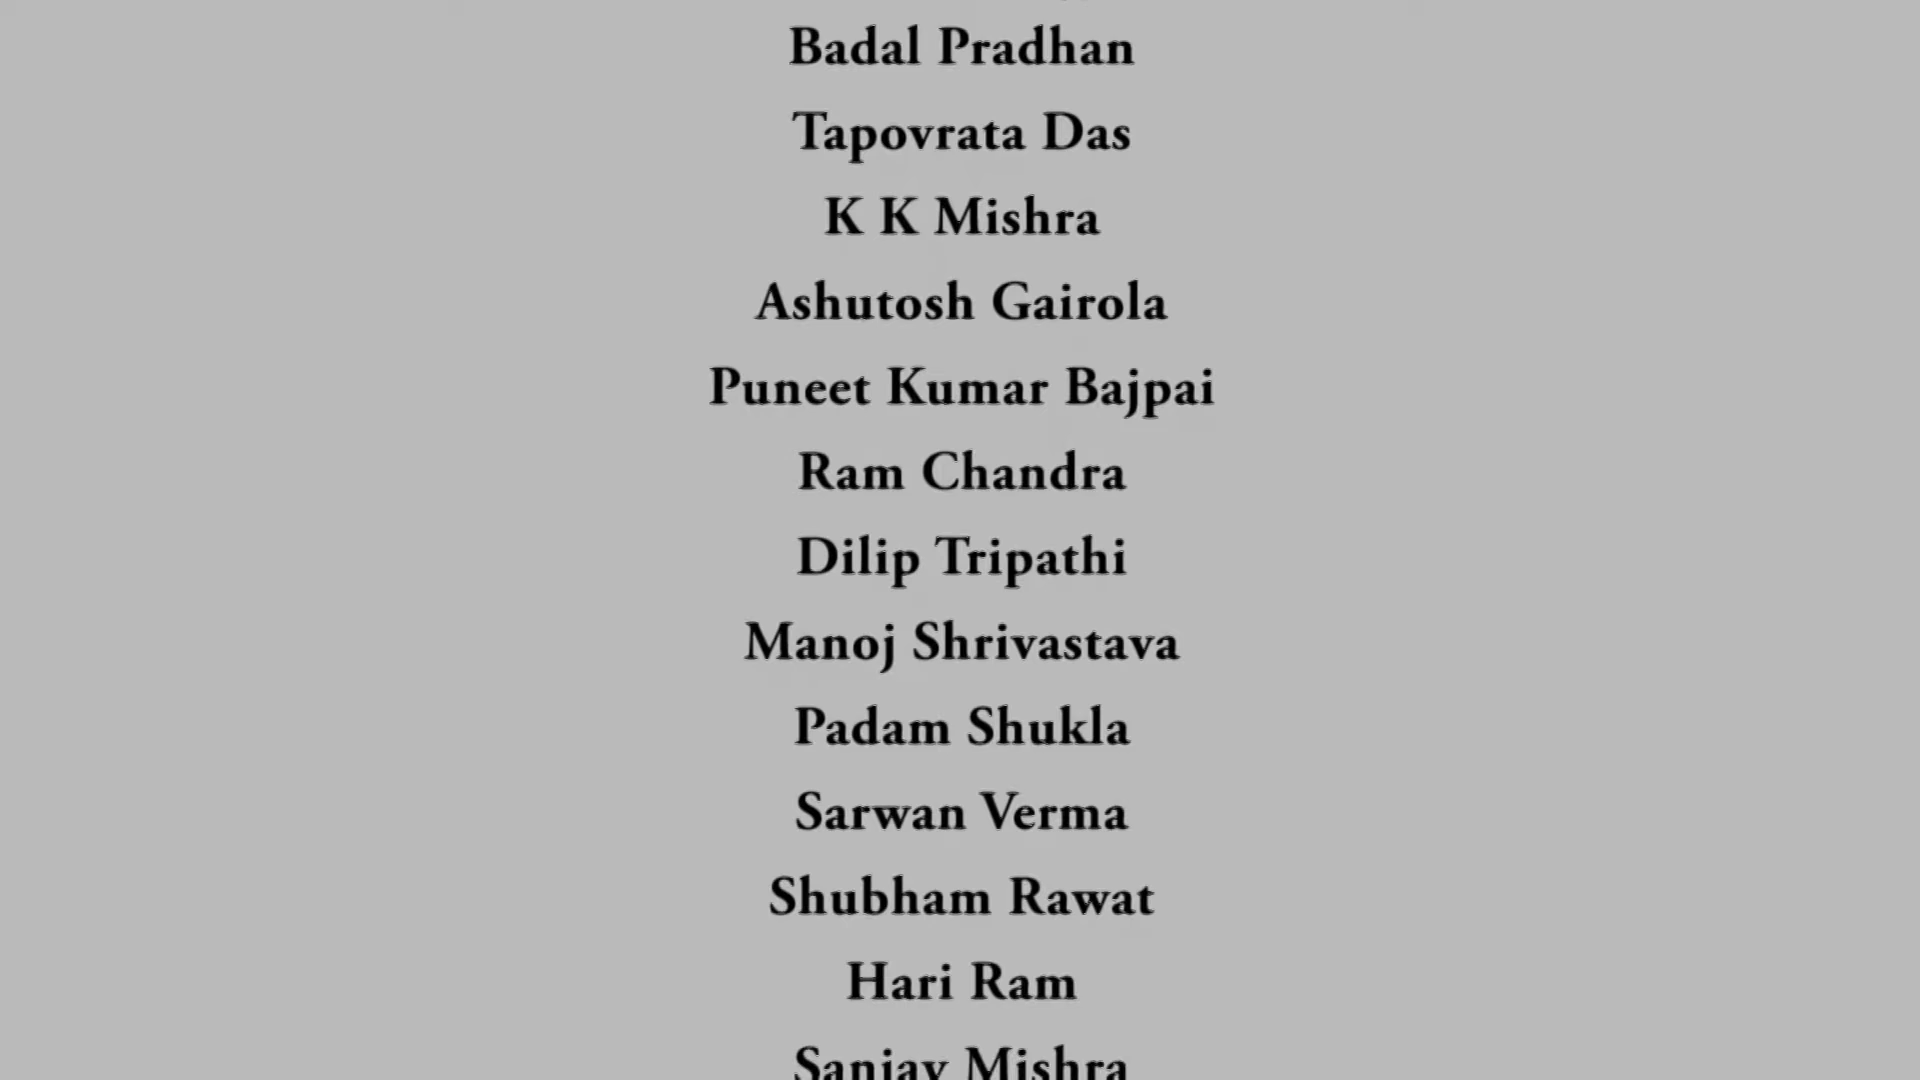 Badal Pradhan
Tapovrata Das
K K Mishra
Ashutosh Gairola
Puneet Kumar Bajpai
Ram Chandra
Dilip Tripathi
Manoj Shrivastava
Padam Shukla
Sarwan Verma
Shubham Rawat
Hari Ram
Sanjay Mishra